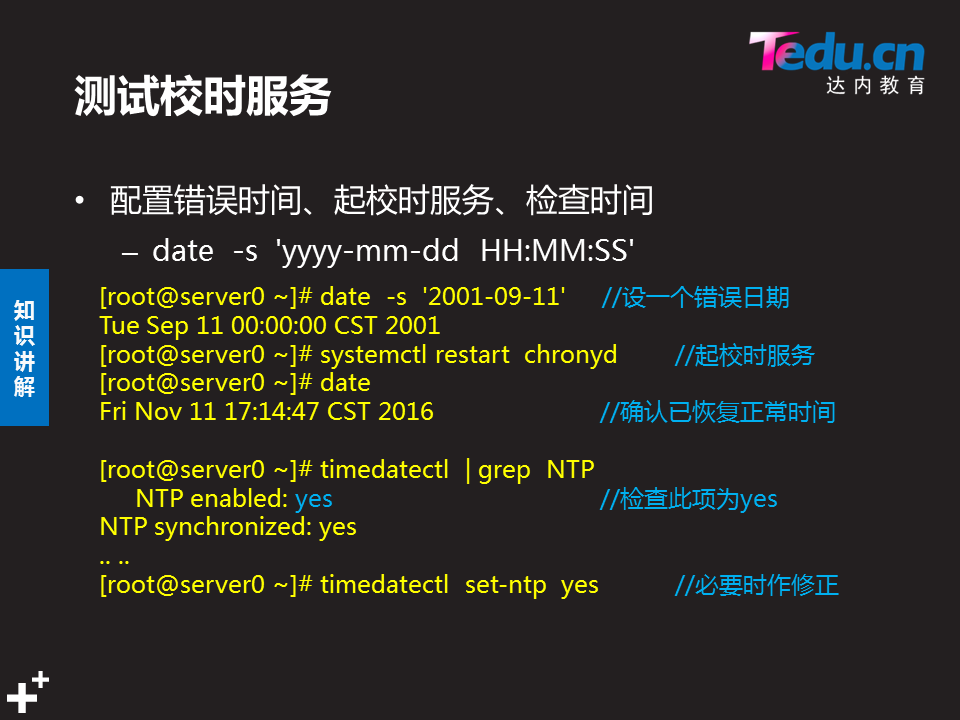 Tedu.cn
达内教育
测试校时服务
• 配置错误时间、起校时服务、检查时间
– date -s 'yyyy-mm-dd HH:MM:SS'
知识讲解
[root@server0 ~]# date -s '2001-09-11' //设一个错误日期
Tue Sep 11 00:00:00 CST 2001
[root@server0 ~]# systemctl restart chronyd //起校时服务
[root@server0 ~]# date
Fri Nov 11 17:14:47 CST 2016 //确认已恢复正常时间
[root@server0 ~]# timedatectl | grep NTP
NTP enabled: yes //检查此项为yes
NTP synchronized: yes
.. ..
[root@server0 ~]# timedatectl set-ntp yes //必要时作修正